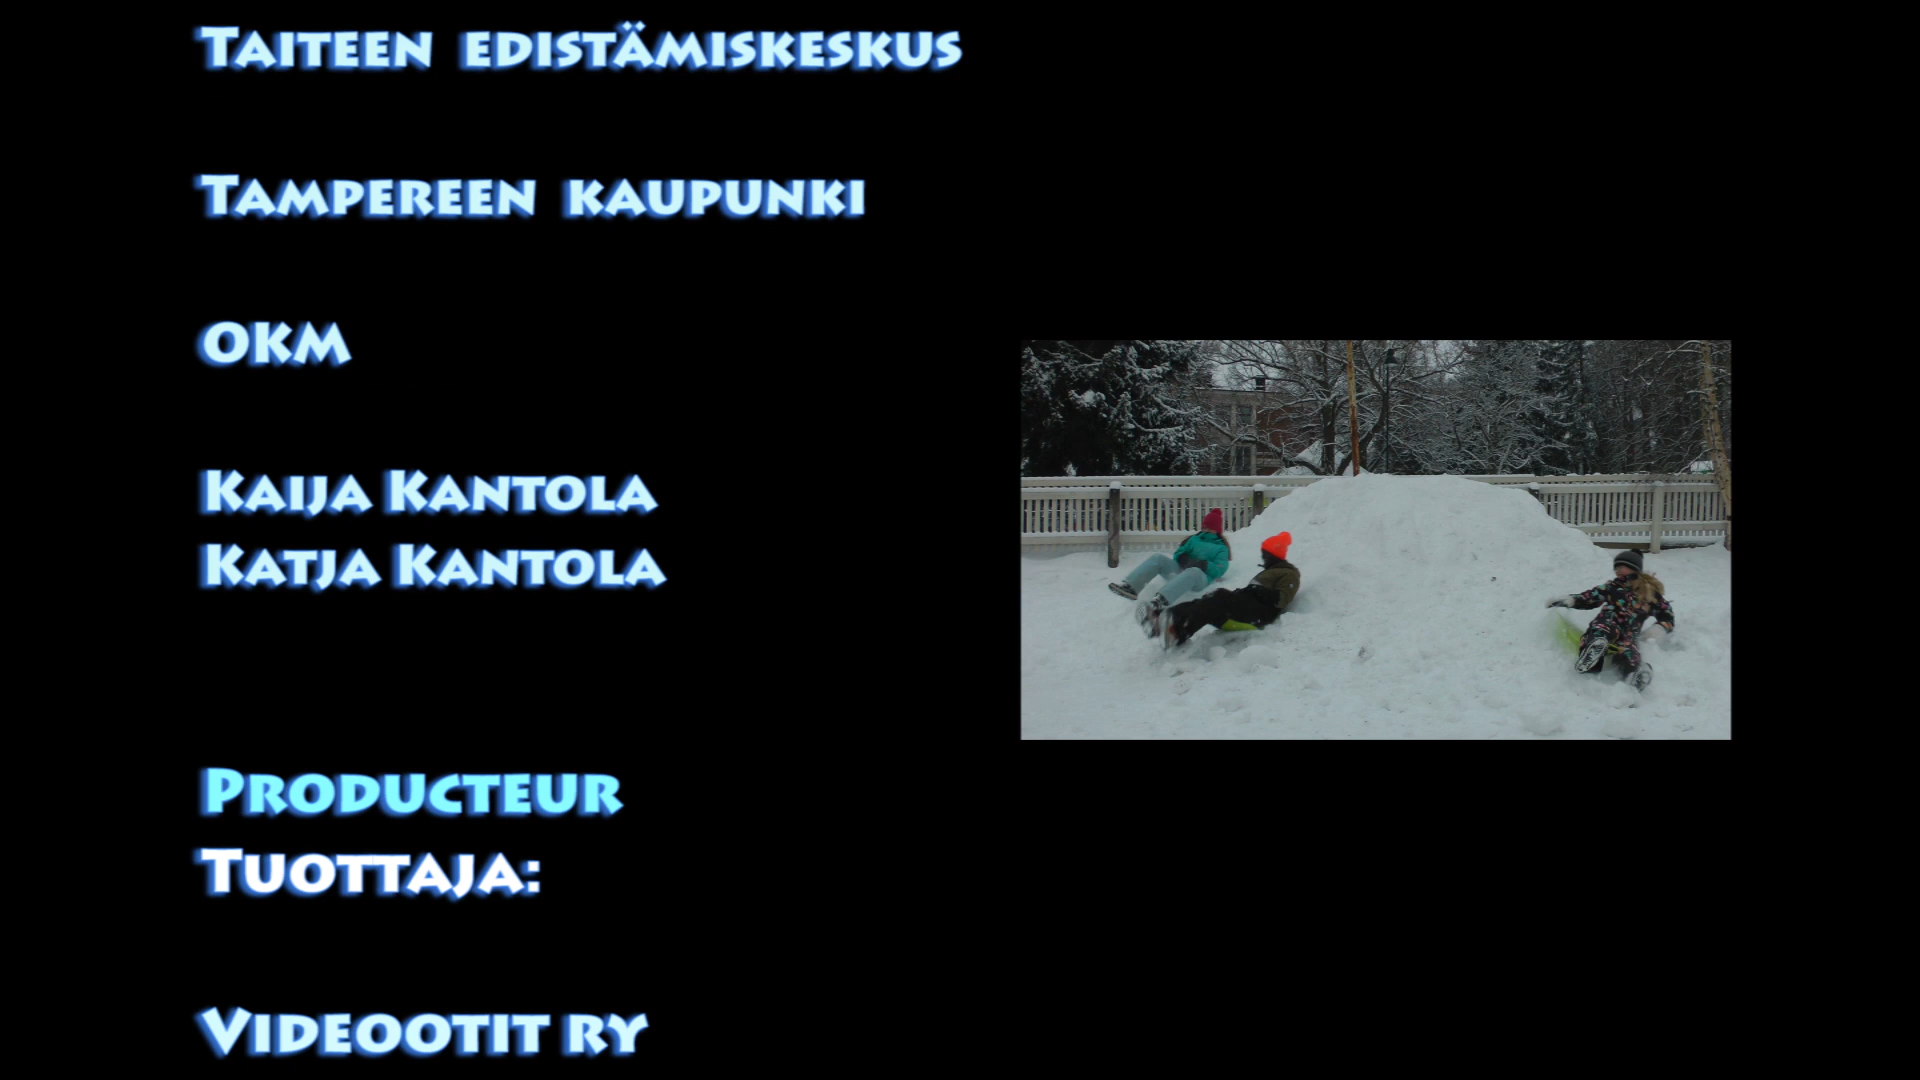 Taiteen edistämiskeskus
Tampereen kaupunki
OKM
Kaija Kantola
Katja Kantola
Producteur
Tuottaja:
Videootit ry